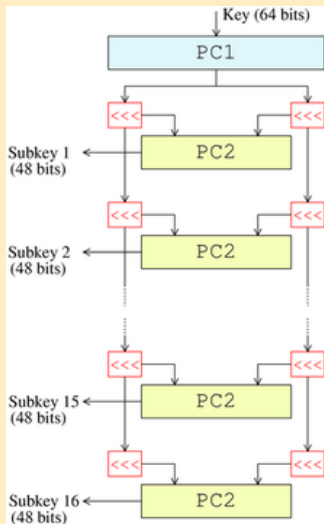 Key (64 bits)
PC1
<<< <<<
Subkey 1
(48 bits)
PC2
<<< <<<
Subkey 2
(48 bits)
PC2
<<< <<<
Subkey 15
(48 bits)
PC2
<<< <<<
Subkey 16
(48 bits)
PC2